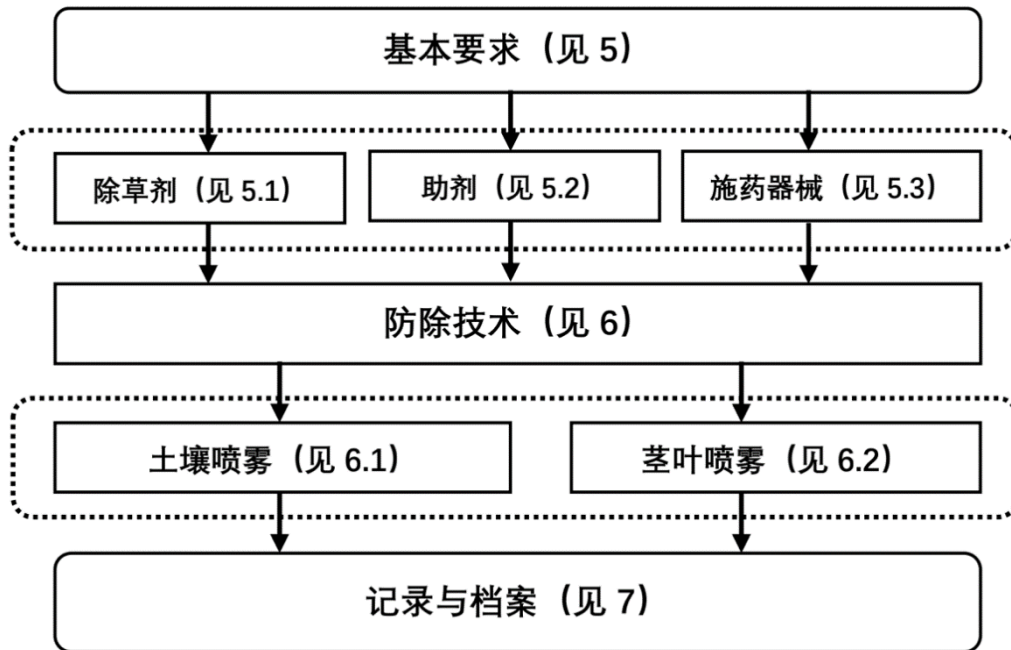 基本要求（见 5）
除草剂（见 5.1）
助剂（见 5.2）
施药器械（见 5.3）
防除技术（见 6）
土壤喷雾（见 6.1）
茎叶喷雾（见 6.2）
记录与档案（见 7）